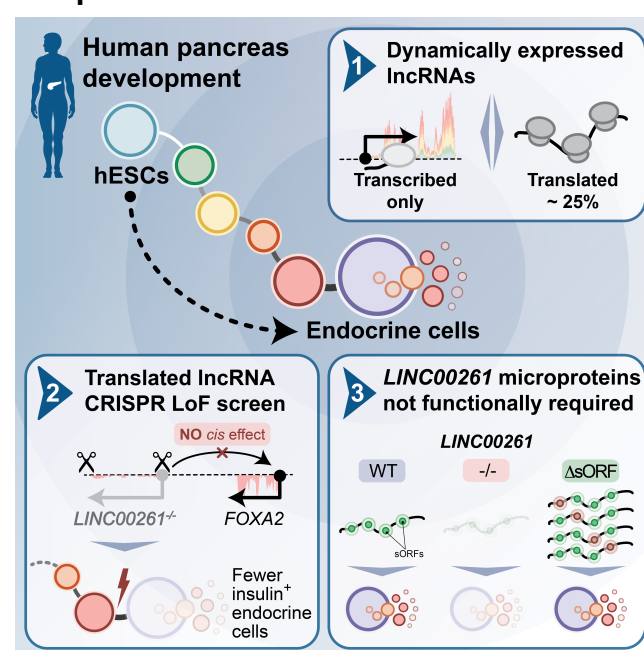 Human pancreas
development
hESCs
Endocrine cells
1
Dynamically expressed
lncRNAs
Transcribed
only
Translated
~ 25%
2
Translated lncRNA
CRISPR LoF screen
NO cis effect
LINC00261-/-
FOXA2
Fewer
insulin+
endocrine
cells
3
LINC00261 microproteins
not functionally required
LINC00261
WT
-/-
ΔsORF
sORFs